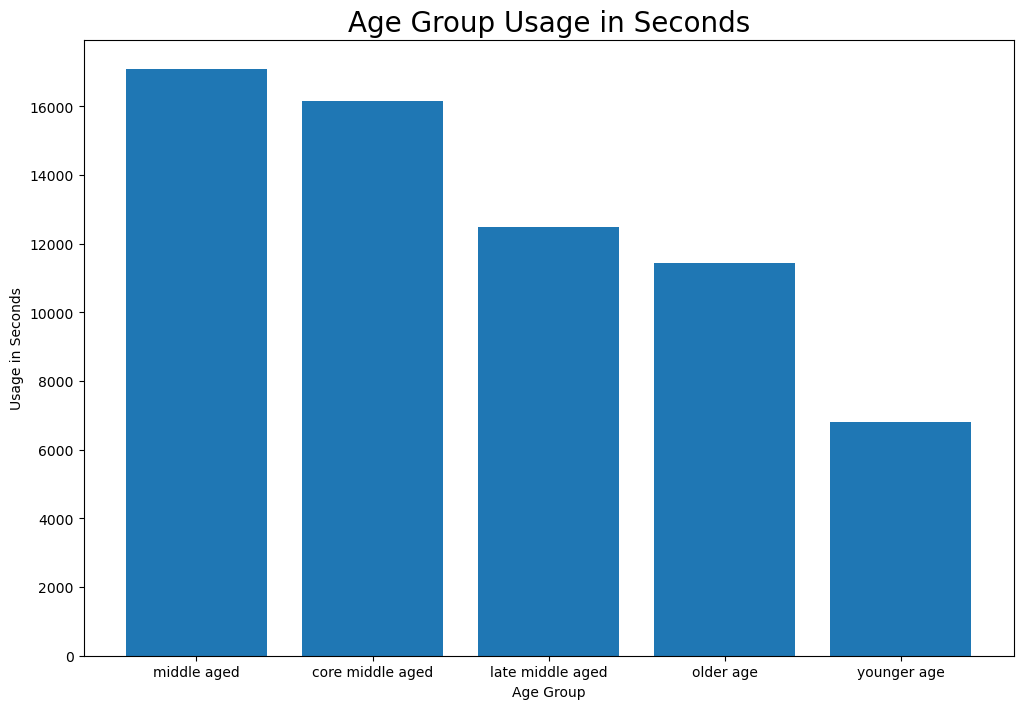 Age Group Usage in Seconds
Usage in Seconds
16000
14000
12000
10000
8000
6000
4000
2000
0
middle aged core middle aged late middle aged older age younger age
Age Group